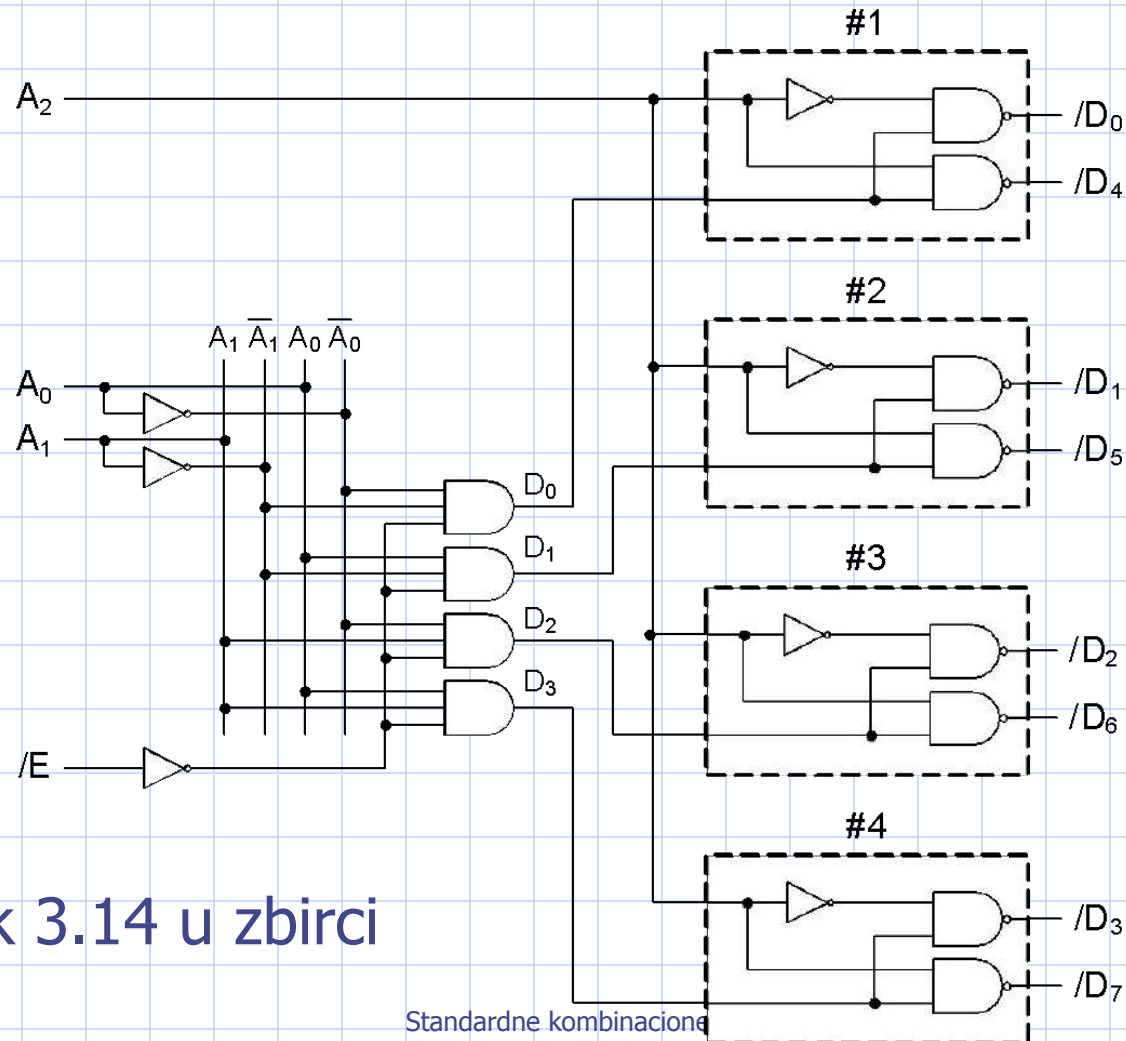 #1
A₂
/D₀
/D₄
#2
A₁ A̅₁ A₀ A̅₀
/D₁
A₀
A₁
/D₅
D₀
D₁
#3
D₂
/D₂
D₃
/D₆
/E
#4
k 3.14 u zbirci
/D₃
/D₇
Standardne kombinacione